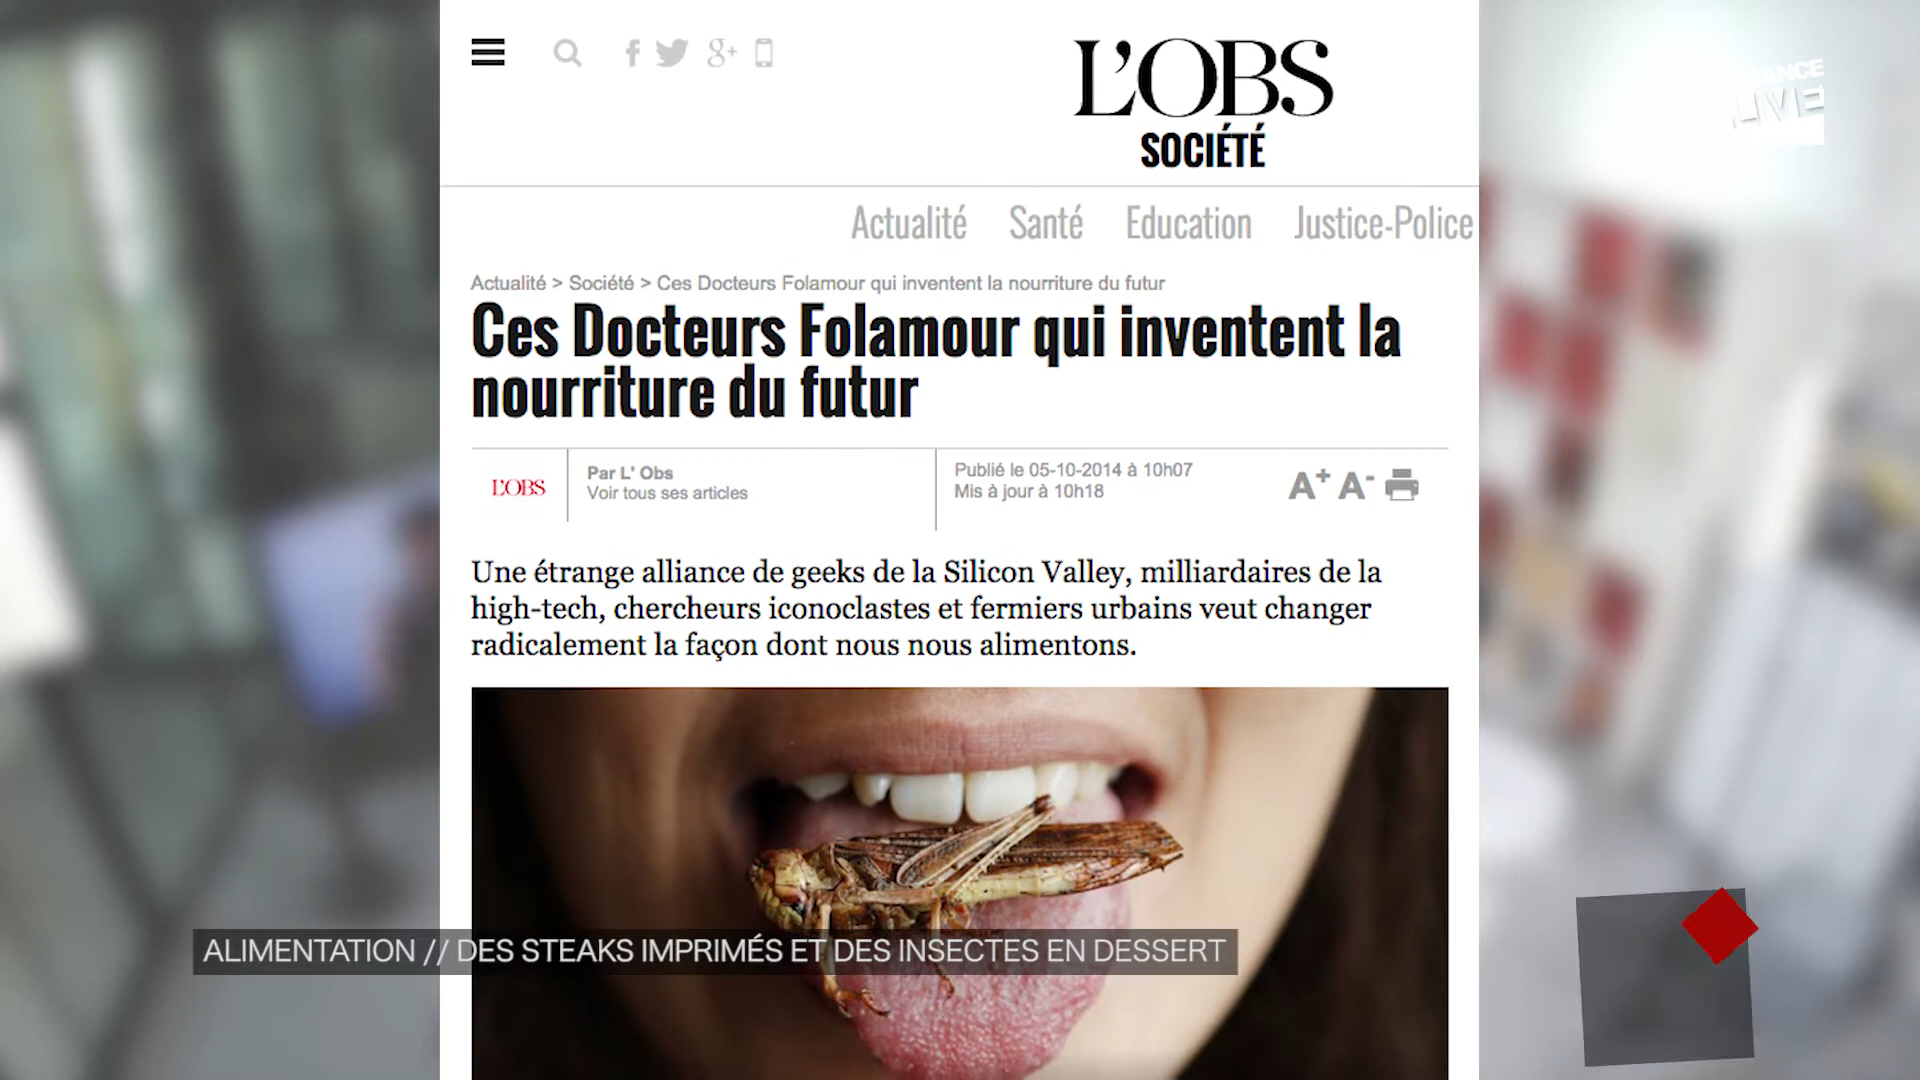 L'OBS
SOCIÉTÉ
Actualité Santé Education Justice-Police
Actualité > Société > Ces Docteurs Folamour qui inventent la nourriture du futur
Ces Docteurs Folamour qui inventent la
nourriture du futur
L'OBS
Par L' Obs
Voir tous ses articles
Publié le 05-10-2014 à 10h07
Mis à jour à 10h18
A+ A-
Une étrange alliance de geeks de la Silicon Valley, milliardaires de la
high-tech, chercheurs iconoclastes et fermiers urbains veut changer
radicalement la façon dont nous nous alimentons.
ALIMENTATION // DES STEAKS IMPRIMÉS ET DES INSECTES EN DESSERT
LIVE